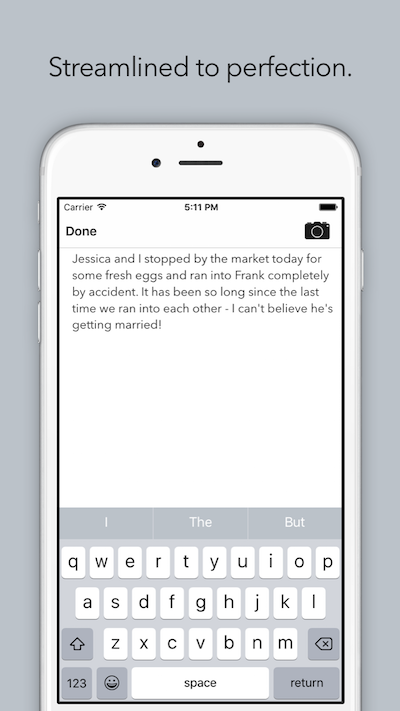 Streamlined to perfection.
Carrier 5:11 PM
Done
Jessica and I stopped by the market today for
some fresh eggs and ran into Frank completely
by accident. It has been so long since the last
time we ran into each other - I can't believe he's
getting married!
I The But
q w e r t y u i o p
a s d f g h j k l
z x c v b n m
123 space return